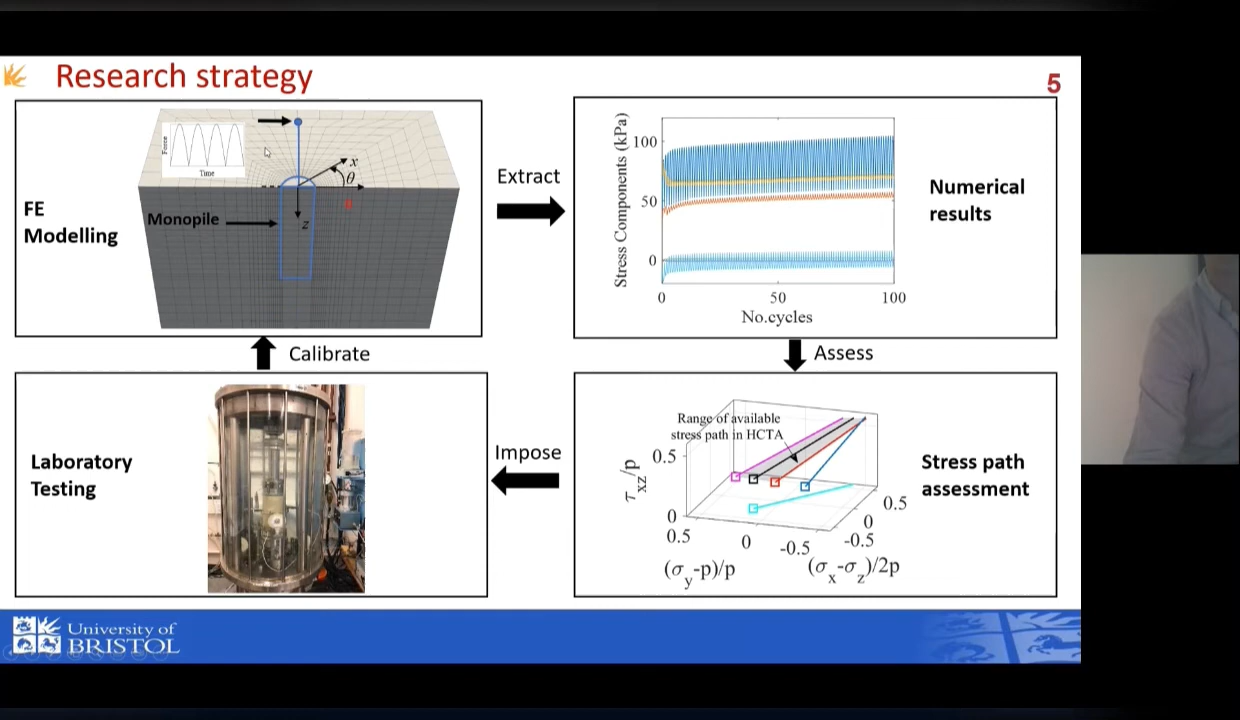 Research strategy
5
FE
Modelling
Force
Time
x
θ
z
Monopile
Extract
Stress Components (kPa)
100
50
0
0
50
100
No.cycles
Numerical
results
Calibrate
Assess
Laboratory
Testing
Impose
Range of available
stress path in HCTA
τxz/p
0.5
0
0.5
0
-0.5
-0.5
0
0.5
(σy-p)/p
(σx-σz)/2p
Stress path
assessment
University of
BRISTOL